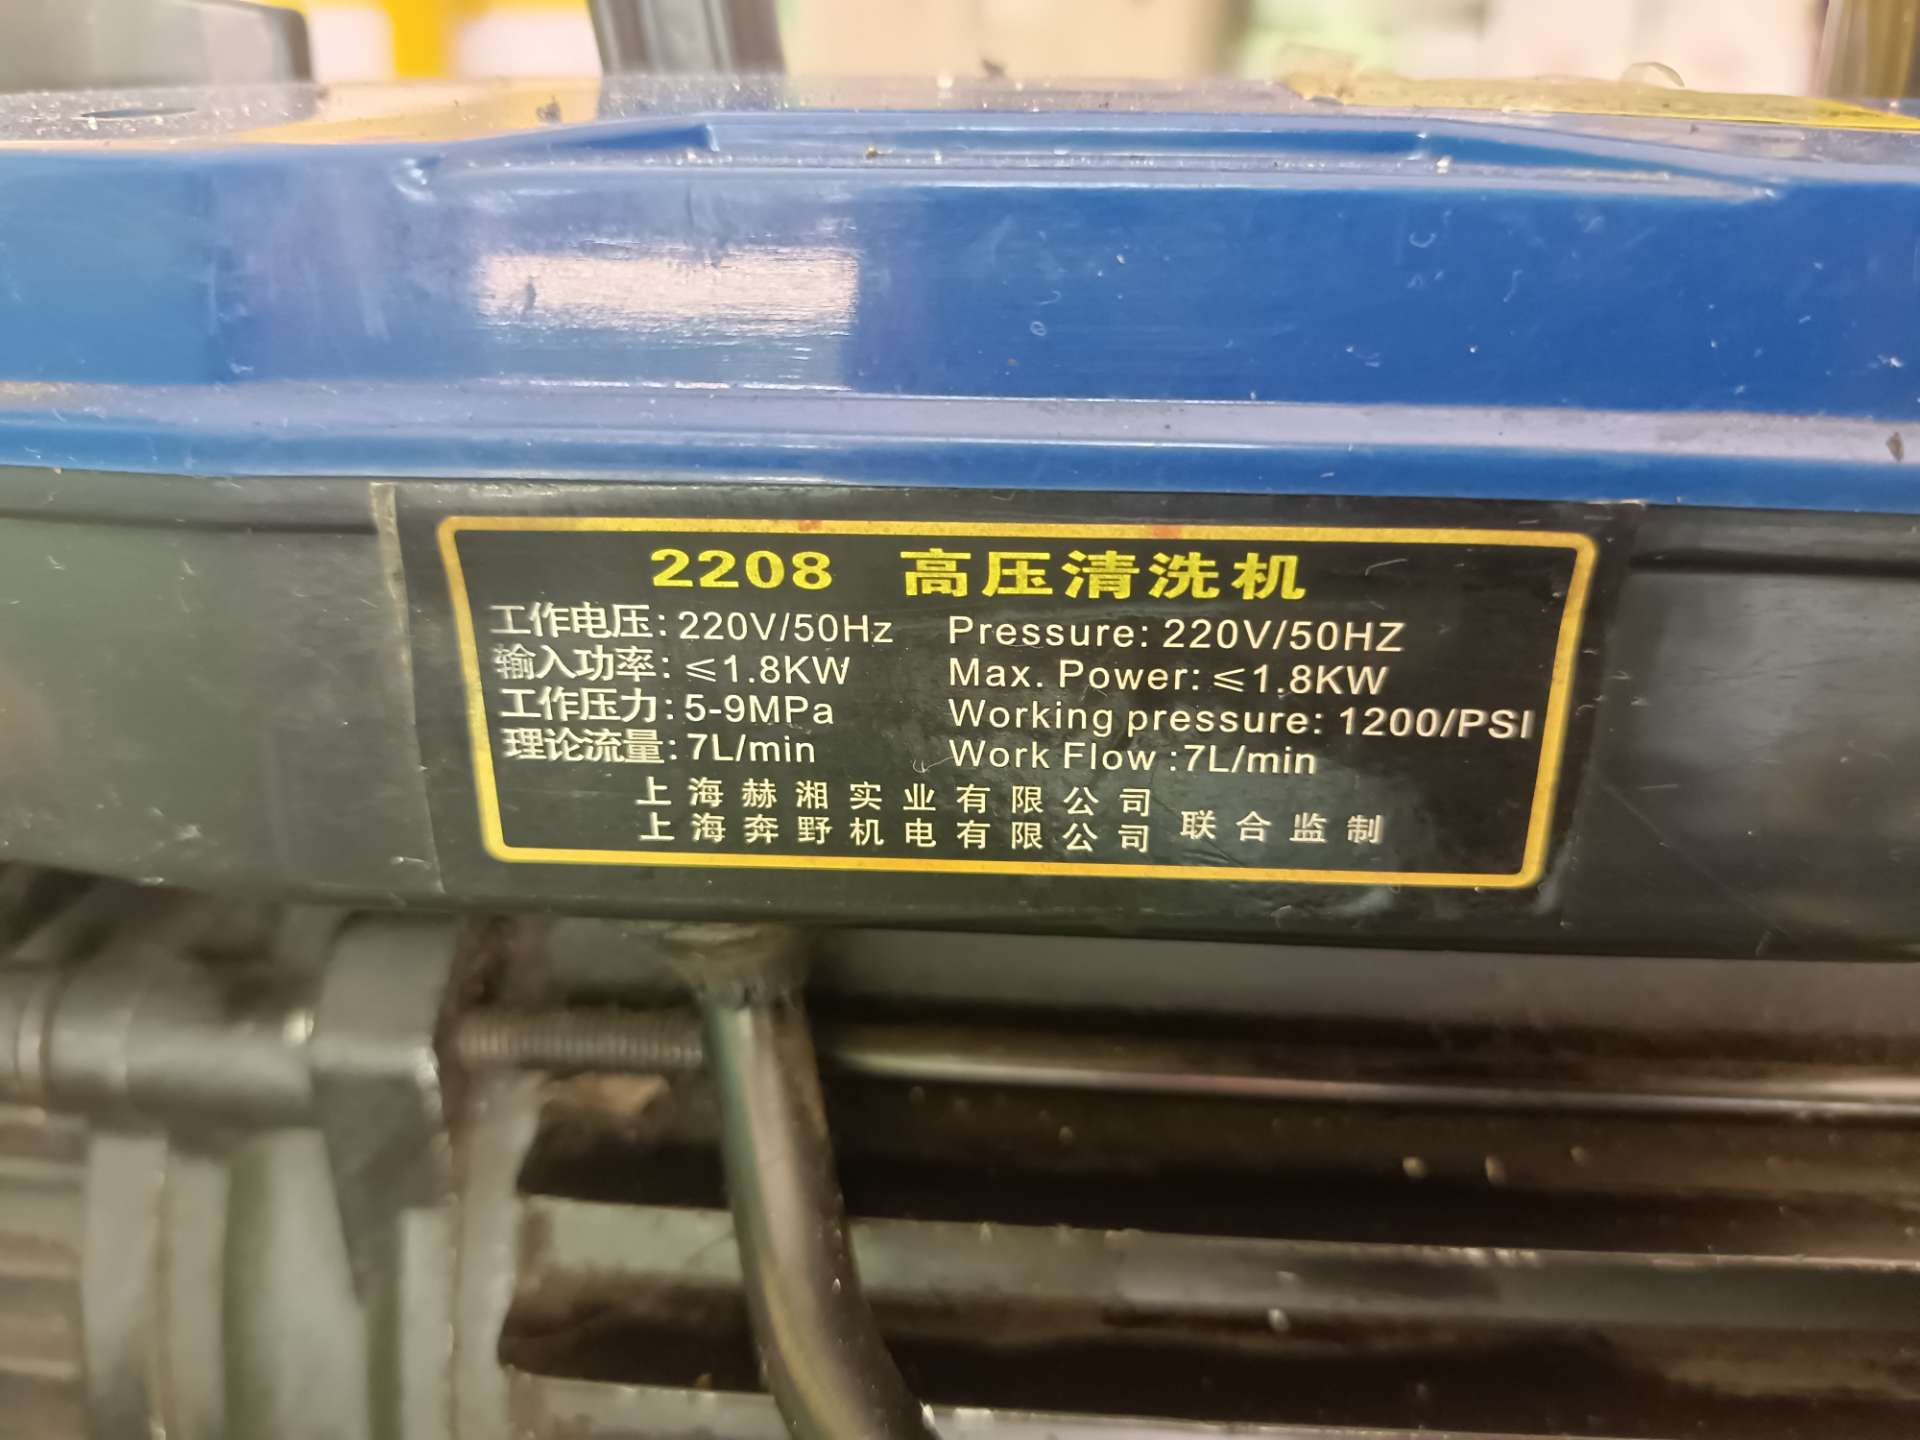 2208 高压清洗机
工作电压: 220V/50Hz Pressure: 220V/50HZ
输入功率: ≤1.8KW Max. Power: ≤1.8KW
工作压力: 5-9MPa Working pressure: 1200/PSI
理论流量: 7L/min Work Flow :7L/min
上海赫湘实业有限公司
上海奔野机电有限公司 联合监制